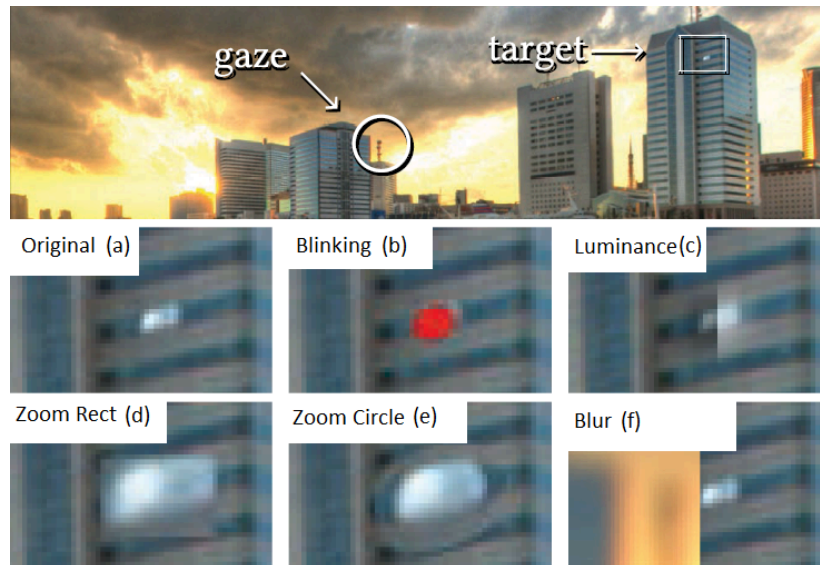 gaze
target
Original (a)
Blinking (b)
Luminance(c)
Zoom Rect (d)
Zoom Circle (e)
Blur (f)